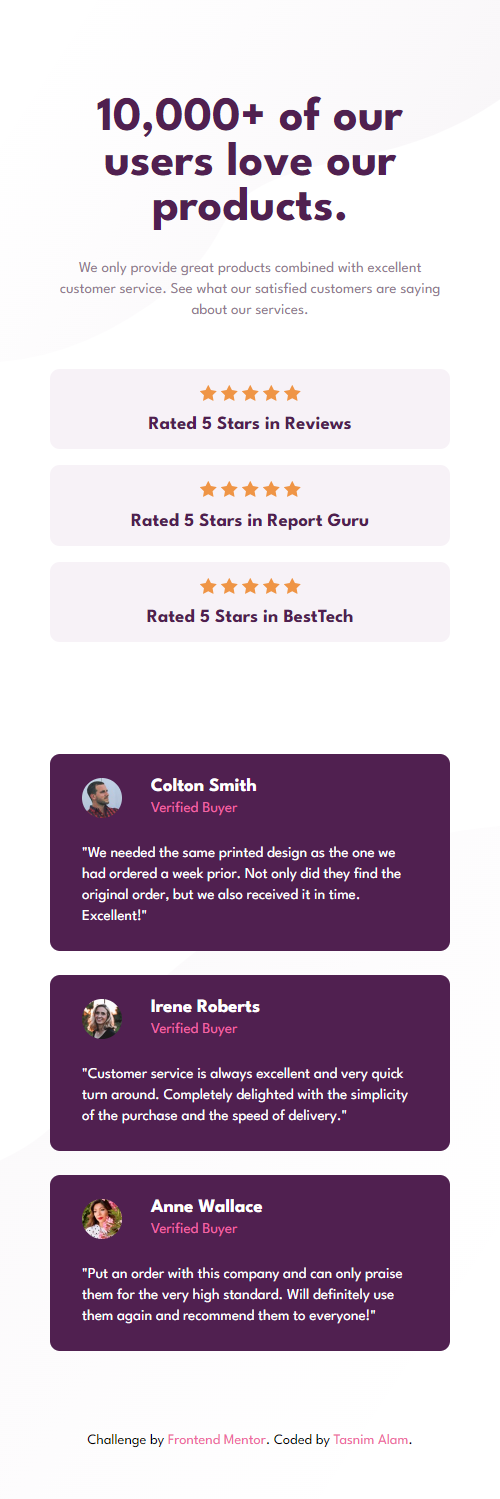 10,000+ of our
users love our
products.
We only provide great products combined with excellent
customer service. See what our satisfied customers are saying
about our services.
Rated 5 Stars in Reviews
Rated 5 Stars in Report Guru
Rated 5 Stars in BestTech
Colton Smith
Verified Buyer
"We needed the same printed design as the one we
had ordered a week prior. Not only did they find the
original order, but we also received it in time.
Excellent!"
Irene Roberts
Verified Buyer
"Customer service is always excellent and very quick
turn around. Completely delighted with the simplicity
of the purchase and the speed of delivery."
Anne Wallace
Verified Buyer
"Put an order with this company and can only praise
them for the very high standard. Will definitely use
them again and recommend them to everyone!"
Challenge by Frontend Mentor. Coded by Tasnim Alam.